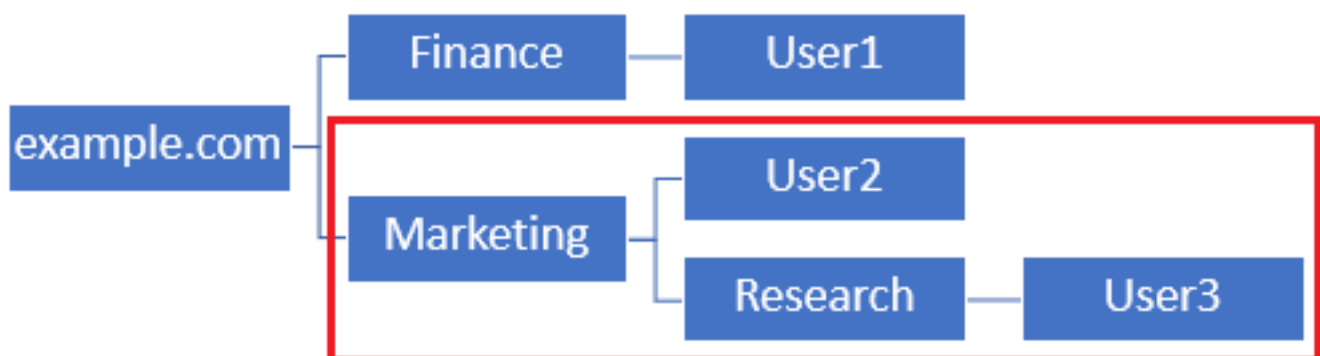 Finance
User1
example.com
User2
Marketing
Research
User3